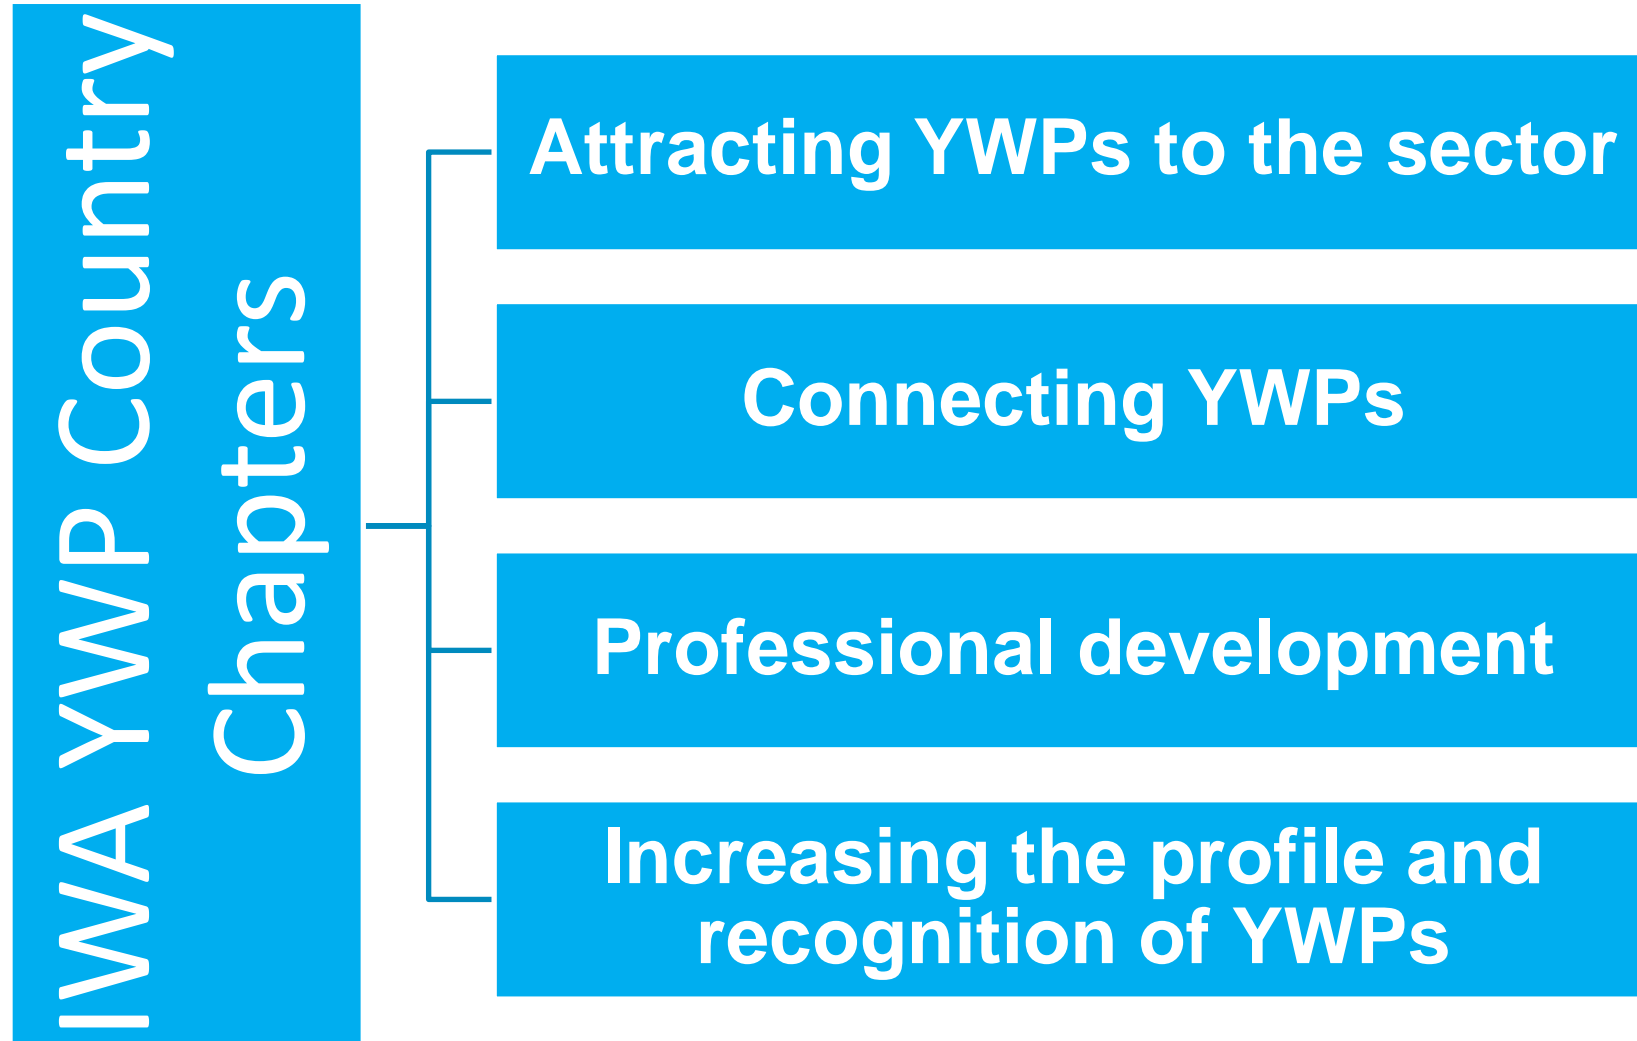 IWA YWP Country
Chapters
Attracting YWPs to the sector
Connecting YWPs
Professional development
Increasing the profile and
recognition of YWPs